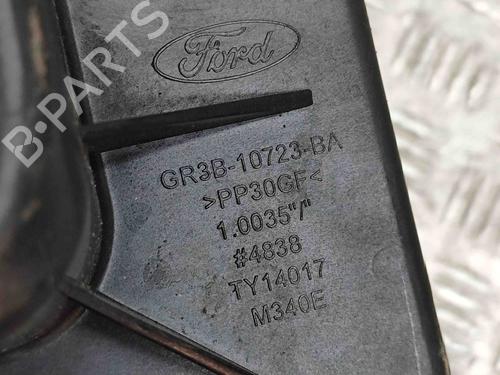 Ford
B-PARTS
GR3B-10723-BA
>PP30GF<
1.0035"/"
#4838
TY14017
M340E